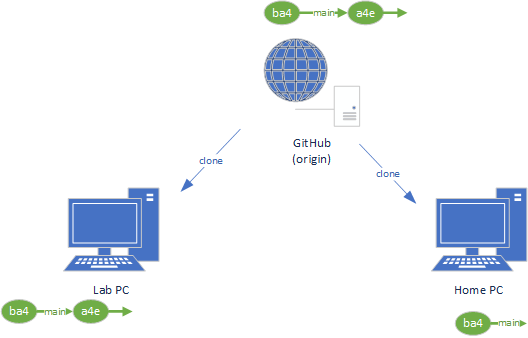 ba4 main a4e
GitHub
(origin)
clone
clone
Lab PC
Home PC
ba4 main a4e
ba4 main